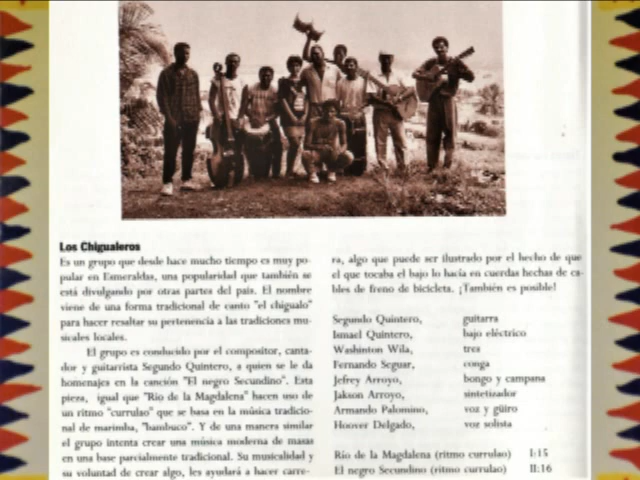 Los Chigualeros
Es un grupo que desde hace mucho tiempo es muy po-
pular en Esmeraldas, una popularidad que también se
está divulgando por otras partes del país. El nombre
viene de una forma tradicional de canto "el chigualo"
para hacer resaltar su pertenencia a las tradiciones mu-
sicales locales.
El grupo es conducido por el compositor, canta-
dor y guitarrista Segundo Quintero, a quien se le da
homenajes en la canción "El negro Secundino". Esta
pieza, igual que "Rio de la Magdalena" hacen uso de
un ritmo "currulao" que se basa en la música tradicio-
nal de marimba, "bambuco". Y de una manera similar
el grupo intenta crear una música moderna de masas
en una base parcialmente tradicional. Su musicalidad y
su voluntad de crear algo, les ayudará a hacer carre-
ra, algo que puede ser ilustrado por el hecho de que
el que tocaba el bajo lo hacía en cuerdas hechas de ca-
bles de freno de bicicleta. ¡También es posible!
Segundo Quintero, guitarra
Ismael Quintero, bajo eléctrico
Washinton Wila, tres
Fernando Seguar, conga
Jefrey Arroyo, bongo y campana
Jakson Arroyo, sintetizador
Armando Palomino, voz y güiro
Hoover Delgado, voz solista
Río de la Magdalena (ritmo currulao) I:15
El negro Secundino (ritmo currulao) II:16